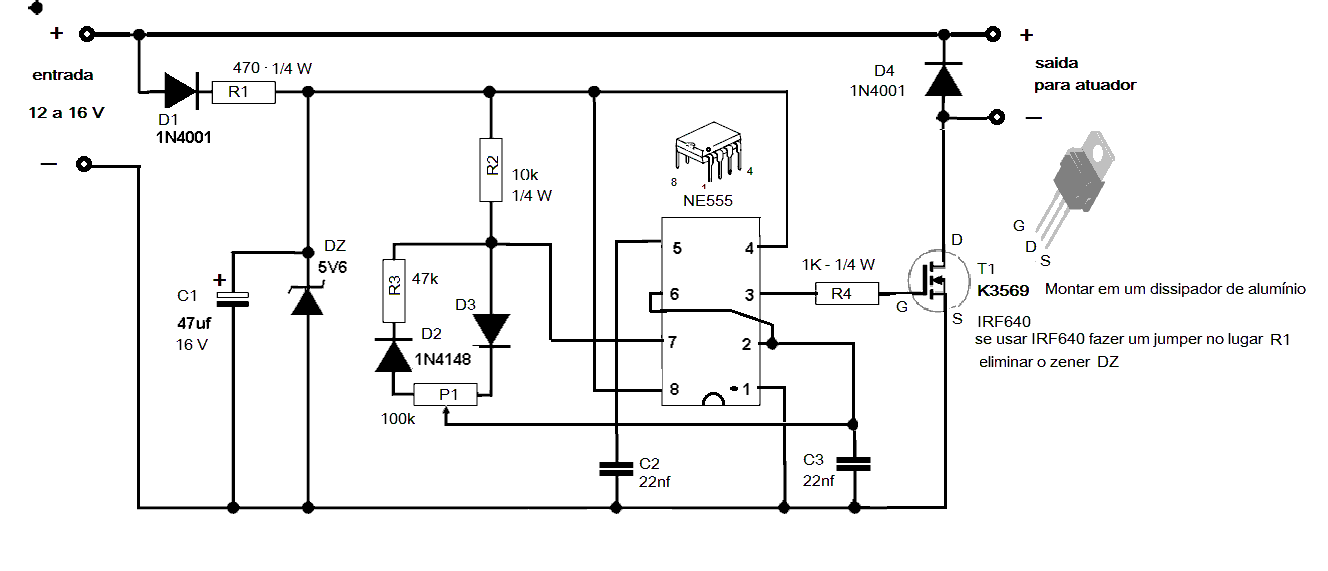 +
entrada
12 a 16 V
−
470 · 1/4 W
R1
D1
1N4001
DZ
5V6
+
C1
47uf
16 V
R2
10k
1/4 W
R3
47k
D3
D2
1N4148
P1
100k
8
1
4
NE555
5
4
6
3
7
2
8
1
C2
22nf
C3
22nf
1K - 1/4 W
R4
D4
1N4001
+
saida
para atuador
−
G
D
S
D
G
S
T1
K3569
Montar em um dissipador de alumínio
IRF640
se usar IRF640 fazer um jumper no lugar R1
eliminar o zener DZ